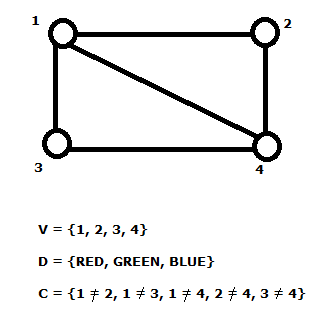 1
2
3
4
V = {1, 2, 3, 4}
D = {RED, GREEN, BLUE}
C = {1 ≠ 2, 1 ≠ 3, 1 ≠ 4, 2 ≠ 4, 3 ≠ 4}